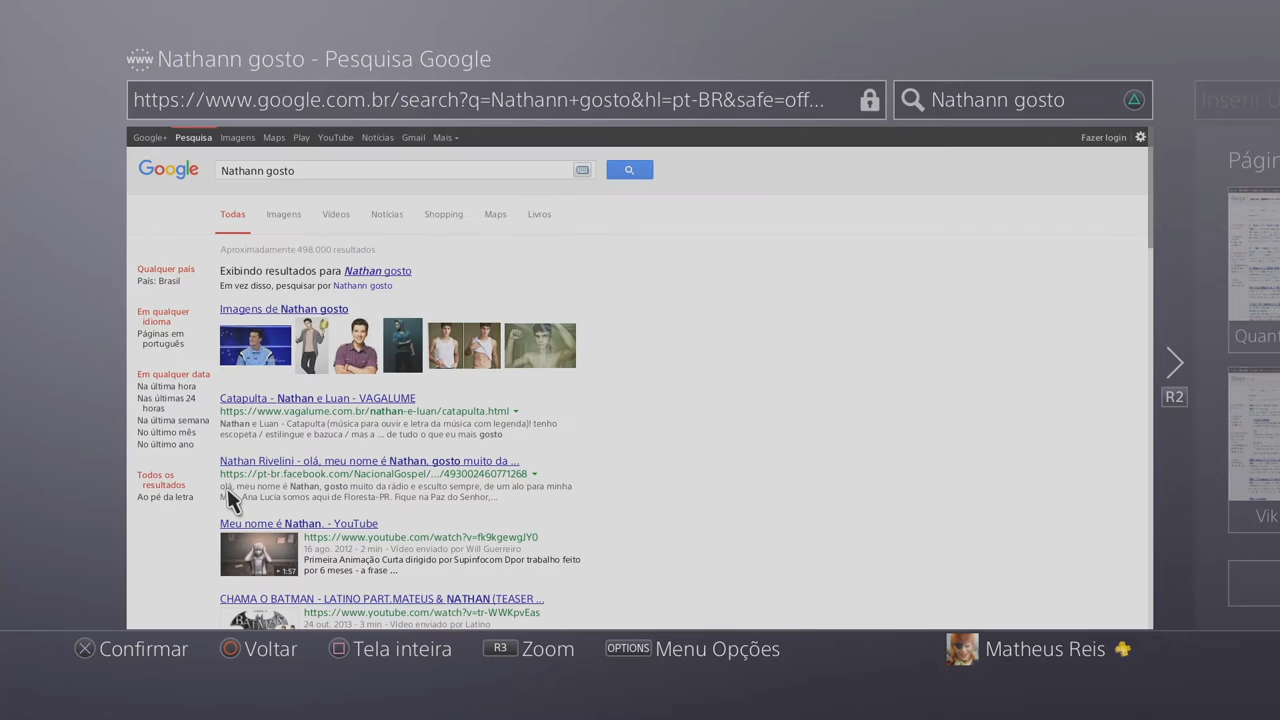 www Nathann gosto - Pesquisa Google
https://www.google.com.br/search?q=Nathann+gosto&hl=pt-BR&safe=off...
Nathann gosto
Inserir U
Google+ Pesquisa Imagens Maps Play YouTube Notícias Gmail Mais
Fazer login
Google
Nathann gosto
Todas Imagens Vídeos Notícias Shopping Maps Livros
Aproximadamente 498.000 resultados
Qualquer país
País: Brasil
Em qualquer
idioma
Páginas em
português
Em qualquer data
Na última hora
Nas últimas 24
horas
Na última semana
No último mês
No último ano
Todos os
resultados
Ao pé da letra
Exibindo resultados para Nathan gosto
Em vez disso, pesquisar por Nathann gosto
Imagens de Nathan gosto
Catapulta - Nathan e Luan - VAGALUME
https://www.vagalume.com.br/nathan-e-luan/catapulta.html
Nathan e Luan - Catapulta (música para ouvir e letra da música com legenda)! tenho
escopeta / estilingue e bazuca / mas a ... de tudo o que eu mais gosto
Nathan Rivelini - olá, meu nome é Nathan, gosto muito da ...
https://pt-br.facebook.com/NacionalGospel/.../493002460771268
olá, meu nome é Nathan, gosto muito da rádio e esculto sempre, de um alo para minha
Ana Lucia somos aqui de Floresta-PR. Fique na Paz do Senhor,...
Meu nome é Nathan. - YouTube
https://www.youtube.com/watch?v=fk9kgewgJY0
16 ago. 2012 - 2 min - Vídeo enviado por Will Guerreiro
Primeira Animação Curta dirigido por Supinfocom Dpor trabalho feito
por 6 meses - a frase ...
1:57
CHAMA O BATMAN - LATINO PART.MATEUS & NATHAN (TEASER ...
https://www.youtube.com/watch?v=tr-WWKpvEas
24 out. 2013 - 3 min - Vídeo enviado por Latino
Págin
Quant
Vik
R2
Confirmar
Voltar
Tela inteira
R3 Zoom
OPTIONS Menu Opções
Matheus Reis